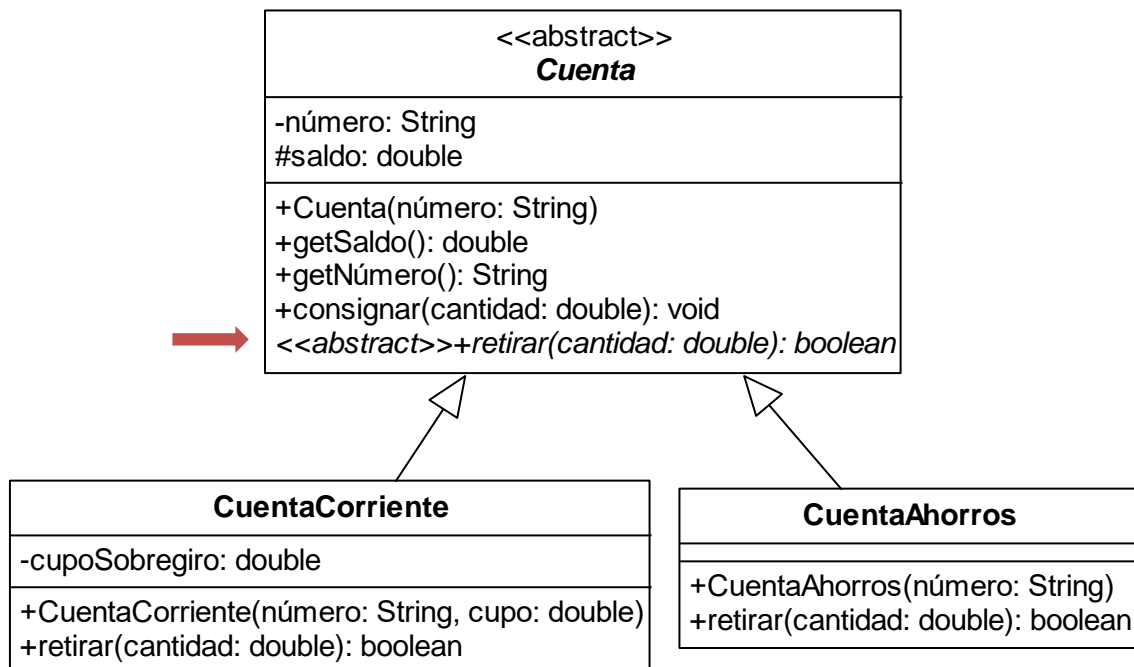 <<abstract>>
Cuenta
-número: String
#saldo: double
+Cuenta(número: String)
+getSaldo(): double
+getNúmero(): String
+consignar(cantidad: double): void
<<abstract>>+retirar(cantidad: double): boolean
CuentaCorriente
-cupoSobregiro: double
+CuentaCorriente(número: String, cupo: double)
+retirar(cantidad: double): boolean
CuentaAhorros
+CuentaAhorros(número: String)
+retirar(cantidad: double): boolean